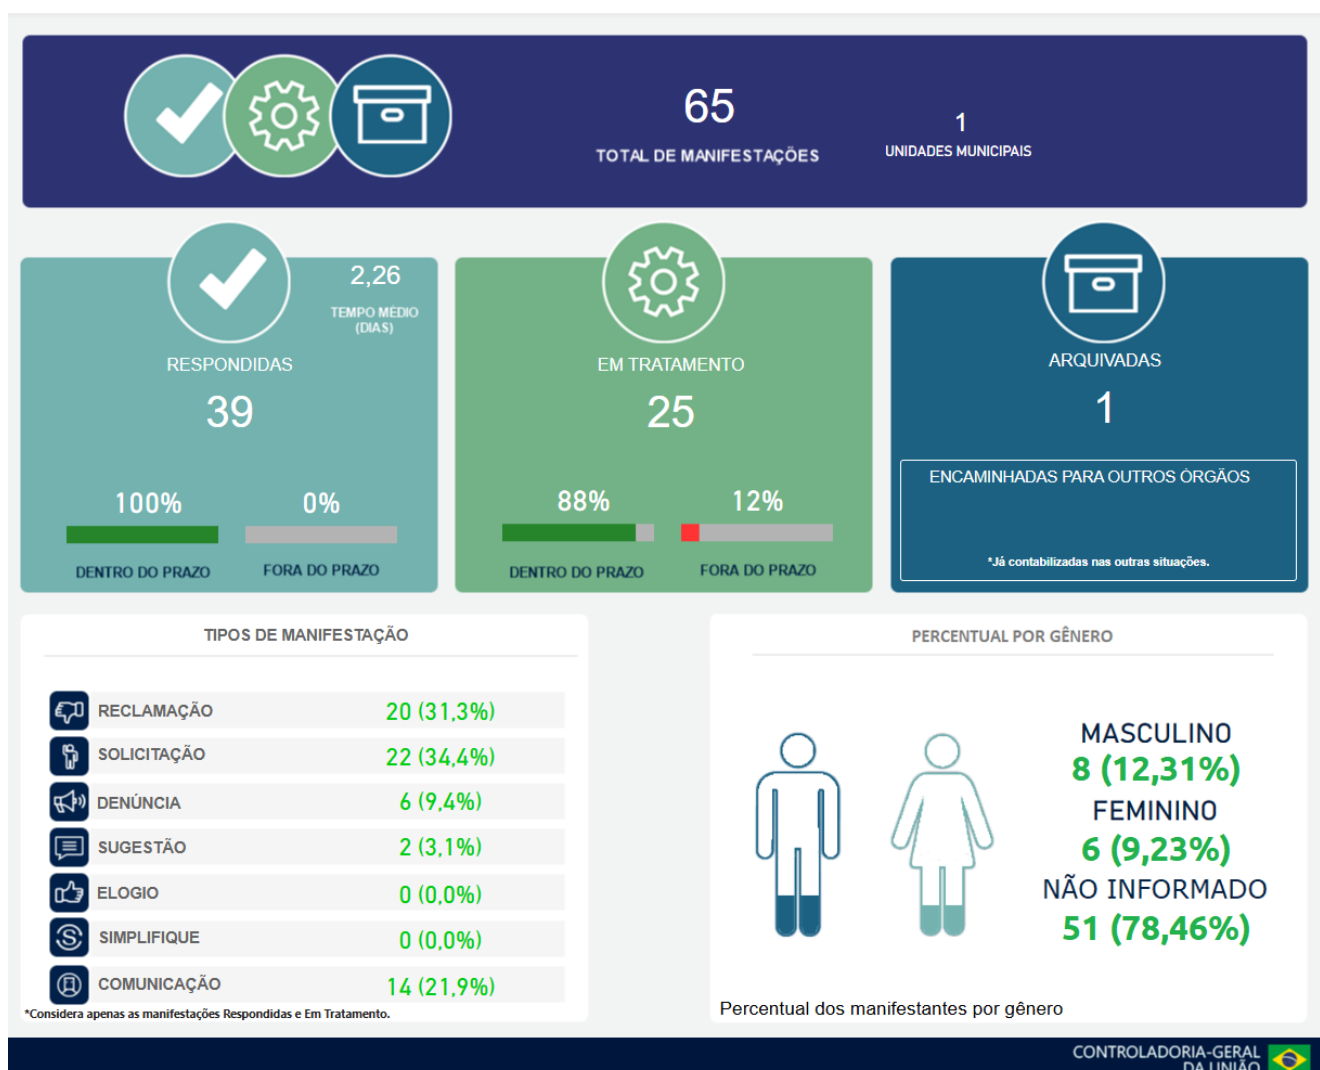 65
TOTAL DE MANIFESTAÇÕES
1
UNIDADES MUNICIPAIS
2,26
TEMPO MÉDIO
(DIAS)
RESPONDIDAS
39
100%
0%
DENTRO DO PRAZO
FORA DO PRAZO
EM TRATAMENTO
25
88%
12%
DENTRO DO PRAZO
FORA DO PRAZO
ARQUIVADAS
1
ENCAMINHADAS PARA OUTROS ÓRGÃOS
*Já contabilizadas nas outras situações.
TIPOS DE MANIFESTAÇÃO
RECLAMAÇÃO 20 (31,3%)
SOLICITAÇÃO 22 (34,4%)
DENÚNCIA 6 (9,4%)
SUGESTÃO 2 (3,1%)
ELOGIO 0 (0,0%)
SIMPLIFIQUE 0 (0,0%)
COMUNICAÇÃO 14 (21,9%)
*Considera apenas as manifestações Respondidas e Em Tratamento.
PERCENTUAL POR GÊNERO
MASCULINO
8 (12,31%)
FEMININO
6 (9,23%)
NÃO INFORMADO
51 (78,46%)
Percentual dos manifestantes por gênero
CONTROLADORIA-GERAL
DA UNIÃO